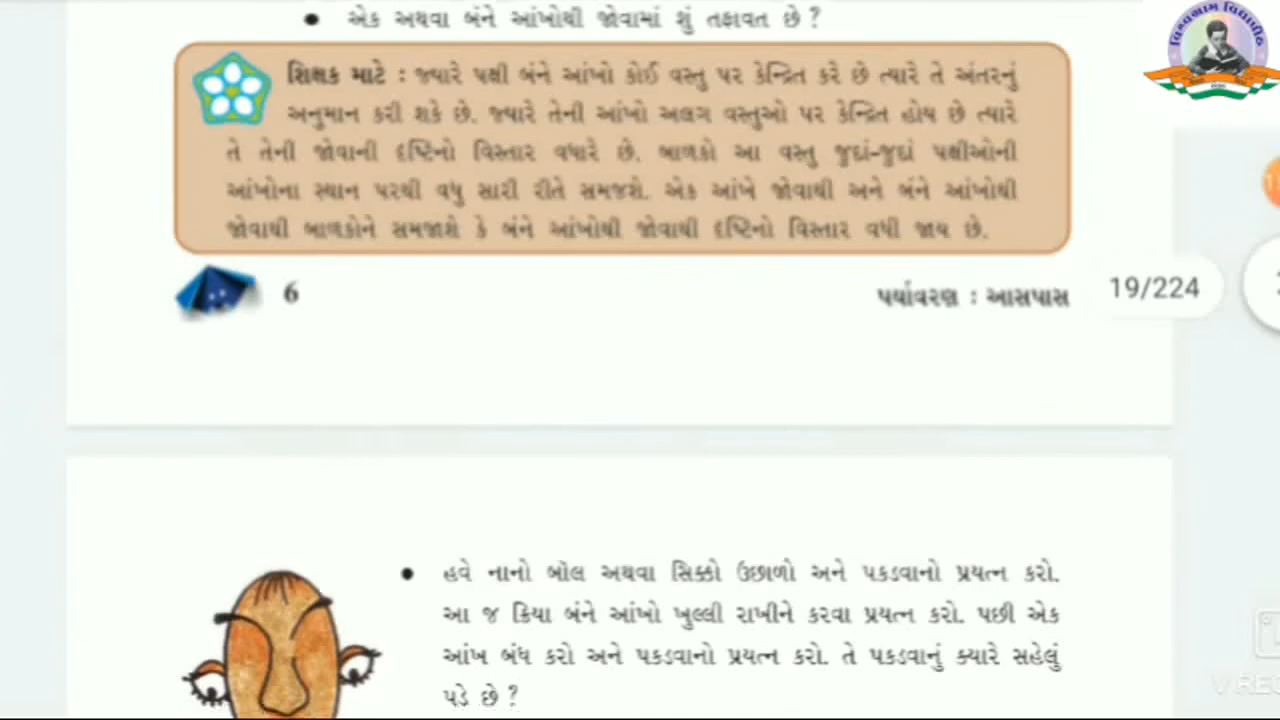 • એક અથવા બંને આંખોથી જોવામાં શું તફાવત છે ?
વિશ્વગ્રામ વિદ્યાપીઠ
શિક્ષક માટે : જ્યારે પક્ષી બંને આંખો કોઈ વસ્તુ પર કેન્દ્રિત કરે છે ત્યારે તે અંતરનું
અનુમાન કરી શકે છે. જ્યારે તેની આંખો અલગ વસ્તુઓ પર કેન્દ્રિત હોય છે ત્યારે
તે તેની જોવાની દૃષ્ટિનો વિસ્તાર વધારે છે. બાળકો આ વસ્તુ જુદાં-જુદાં પક્ષીઓની
આંખોના સ્થાન પરથી વધુ સારી રીતે સમજશે. એક આંખે જોવાથી અને બંને આંખોથી
જોવાથી બાળકોને સમજાશે કે બંને આંખોથી જોવાથી દૃષ્ટિનો વિસ્તાર વધી જાય છે.
6
પર્યાવરણ : આસપાસ
19/224
• હવે નાનો બૉલ અથવા સિક્કો ઉછાળો અને પકડવાનો પ્રયત્ન કરો.
આ જ ક્રિયા બંને આંખો ખુલ્લી રાખીને કરવા પ્રયત્ન કરો. પછી એક
આંખ બંધ કરો અને પકડવાનો પ્રયત્ન કરો. તે પકડવાનું ક્યારે સહેલું
પડે છે ?